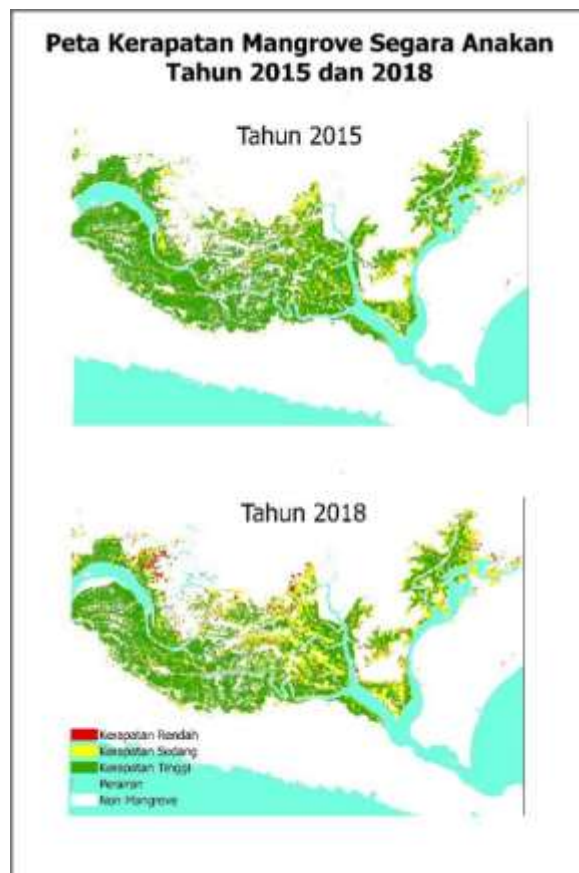 Peta Kerapatan Mangrove Segara Anakan
Tahun 2015 dan 2018
Tahun 2015
Tahun 2018
Kerapatan Rendah
Kerapatan Sedang
Kerapatan Tinggi
Perairan
Non Mangrove